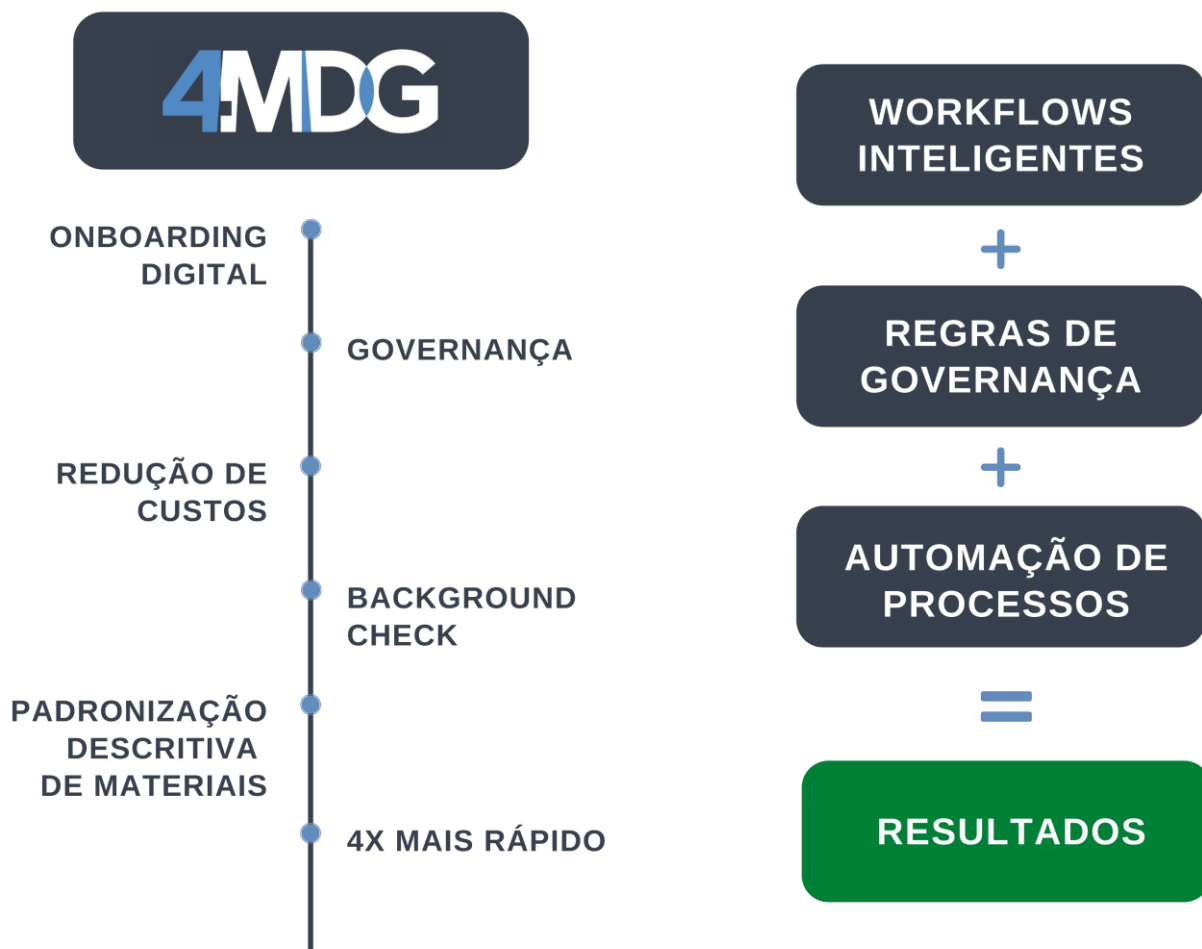 4MDG
ONBOARDING
DIGITAL
GOVERNANÇA
REDUÇÃO DE
CUSTOS
BACKGROUND
CHECK
PADRONIZAÇÃO
DESCRITIVA
DE MATERIAIS
4X MAIS RÁPIDO
WORKFLOWS
INTELIGENTES
+
REGRAS DE
GOVERNANÇA
+
AUTOMAÇÃO DE
PROCESSOS
=
RESULTADOS